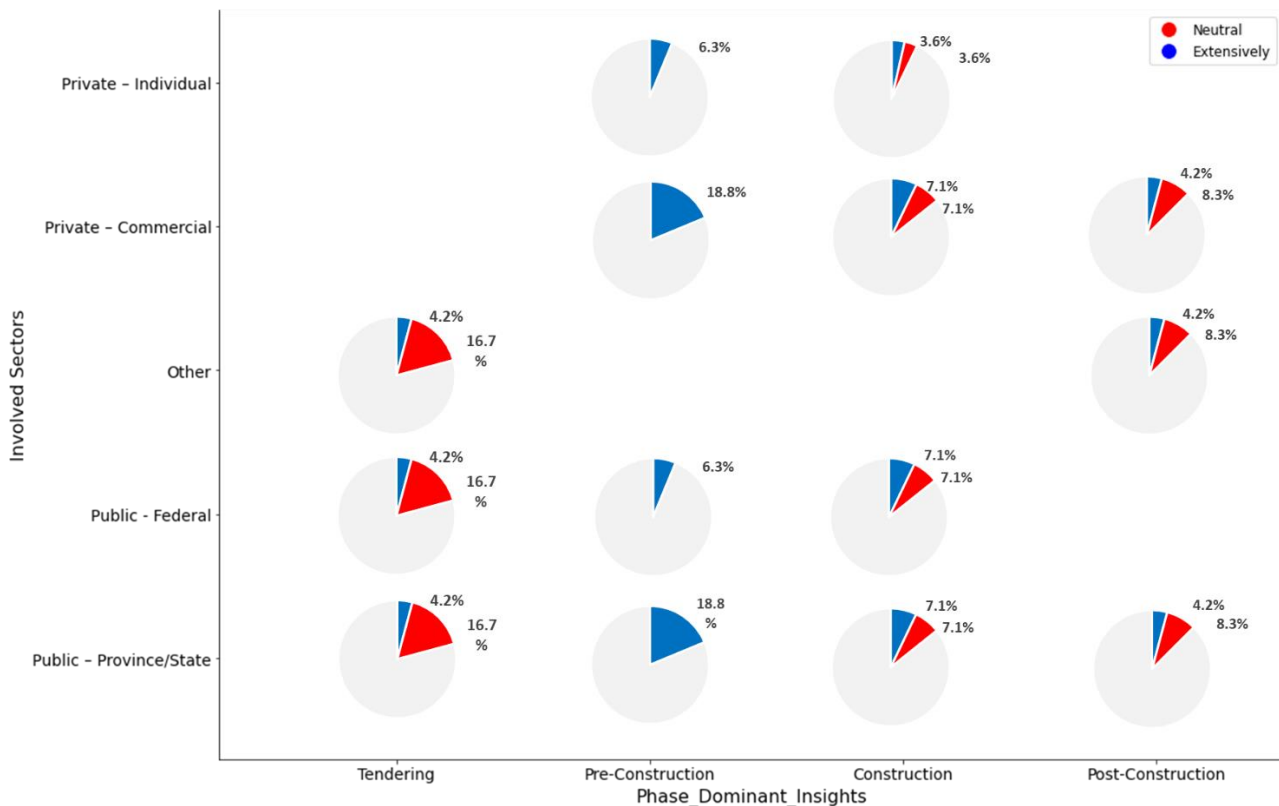 Neutral
Extensively
Private – Individual
6.3%
3.6%
3.6%
Private – Commercial
18.8%
7.1%
7.1%
4.2%
8.3%
Other
4.2%
16.7
%
4.2%
8.3%
Public - Federal
4.2%
16.7
%
6.3%
7.1%
7.1%
Public – Province/State
4.2%
16.7
%
18.8
%
7.1%
7.1%
4.2%
8.3%
Involved Sectors
Tendering
Pre-Construction
Construction
Post-Construction
Phase_Dominant_Insights